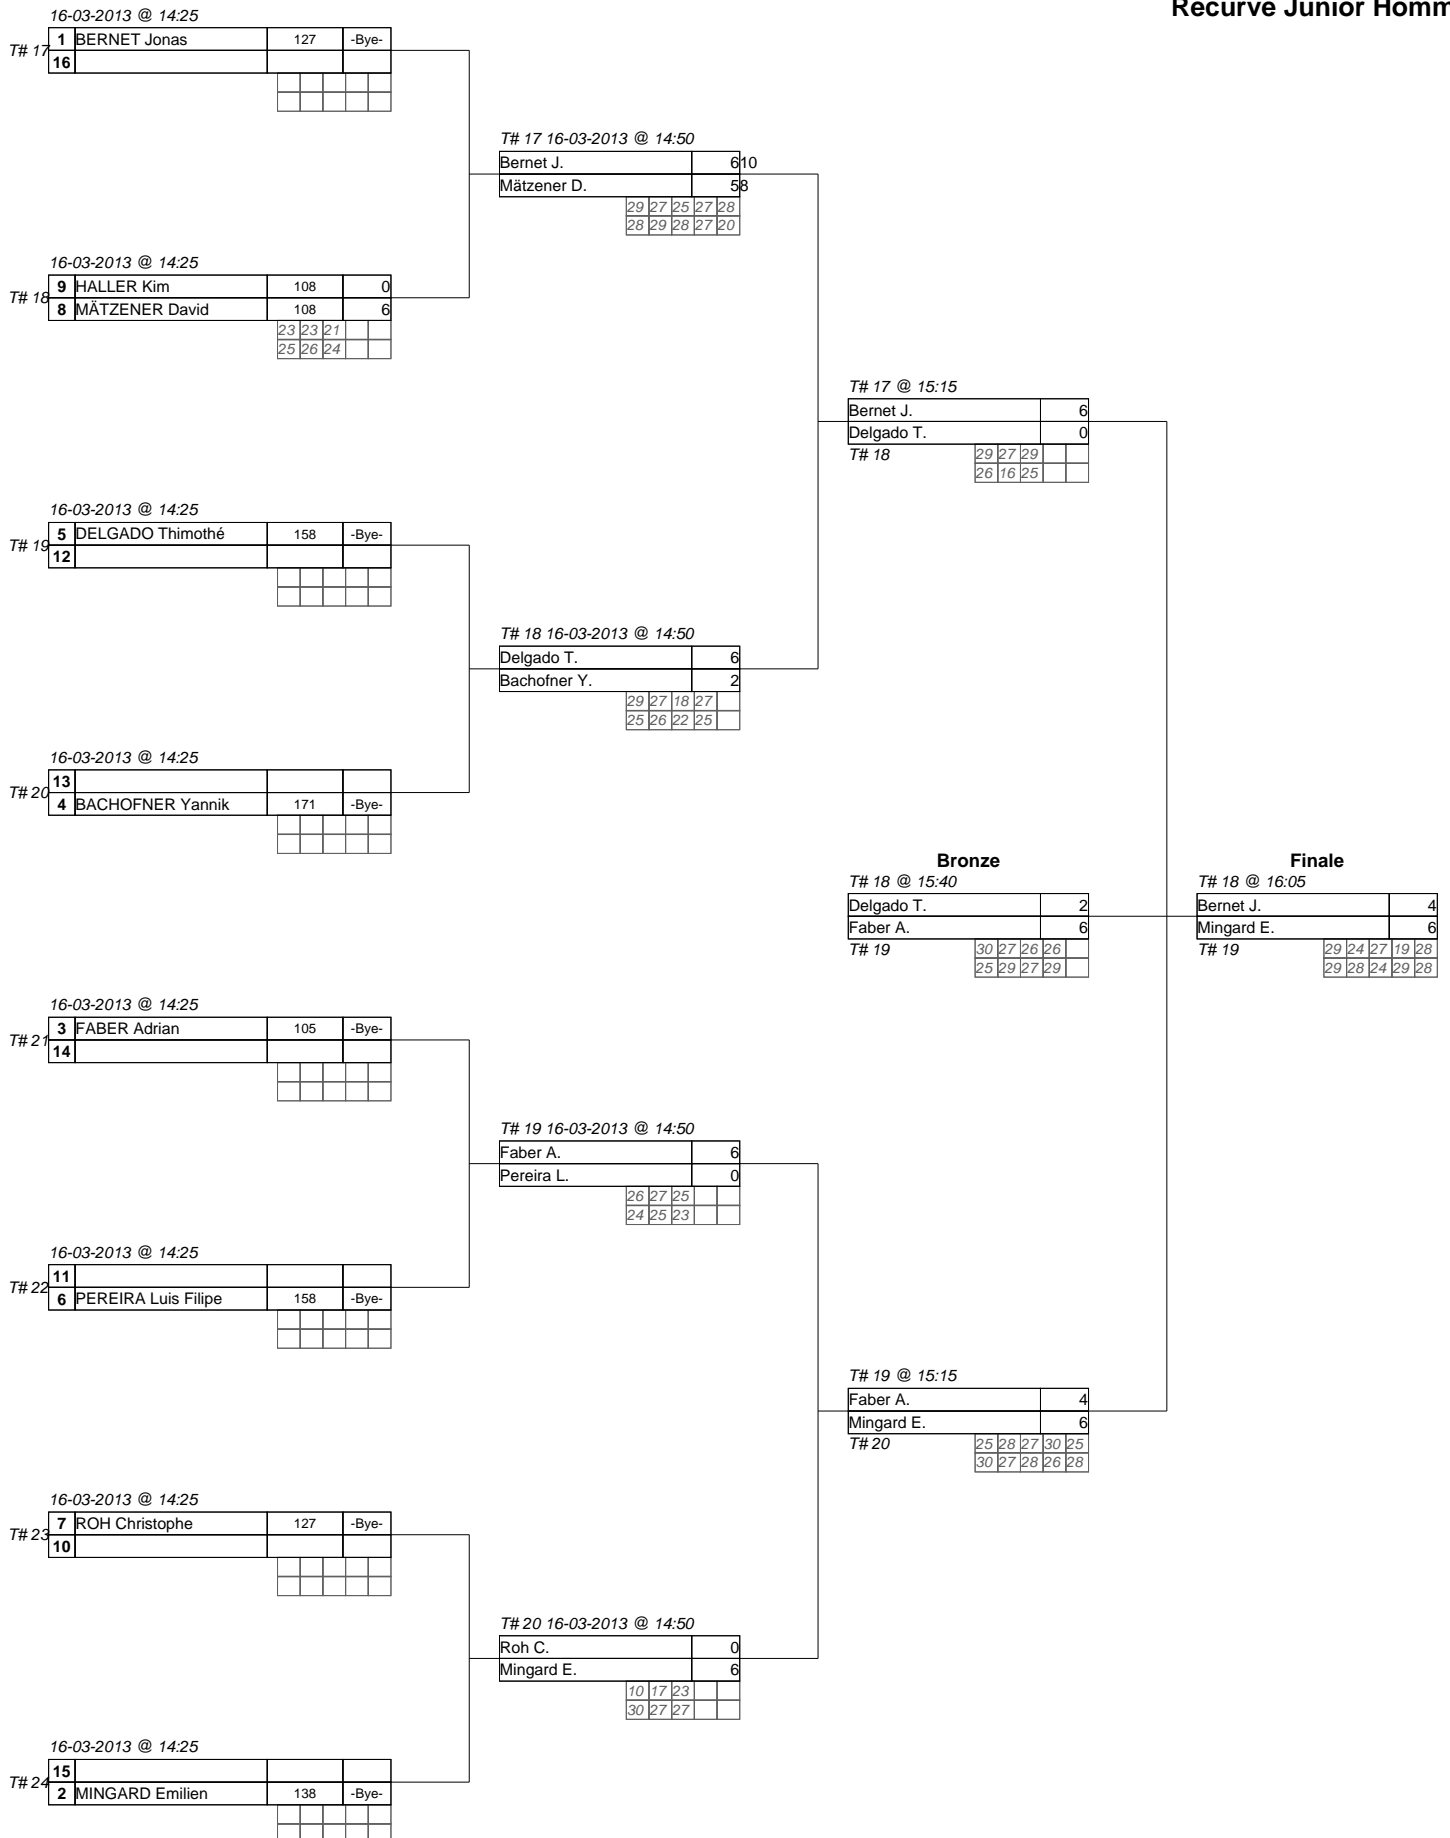 Recurve Junior Homm
16-03-2013 @ 14:25
T# 17
1 BERNET Jonas 127 -Bye-
16
T# 17 16-03-2013 @ 14:50
Bernet J. 6 10
Mätzener D. 5 8
29 27 25 27 28
28 29 28 27 20
16-03-2013 @ 14:25
T# 18
9 HALLER Kim 108 0
8 MÄTZENER David 108 6
23 23 21
25 26 24
T# 17 @ 15:15
Bernet J. 6
Delgado T. 0
T# 18
29 27 29
26 16 25
16-03-2013 @ 14:25
T# 19
5 DELGADO Thimothé 158 -Bye-
12
T# 18 16-03-2013 @ 14:50
Delgado T. 6
Bachofner Y. 2
29 27 18 27
25 26 22 25
16-03-2013 @ 14:25
T# 20
13
4 BACHOFNER Yannik 171 -Bye-
Bronze
T# 18 @ 15:40
Delgado T. 2
Faber A. 6
T# 19
30 27 26 26
25 29 27 29
Finale
T# 18 @ 16:05
Bernet J. 4
Mingard E. 6
T# 19
29 24 27 19 28
29 28 24 29 28
16-03-2013 @ 14:25
T# 21
3 FABER Adrian 105 -Bye-
14
T# 19 16-03-2013 @ 14:50
Faber A. 6
Pereira L. 0
26 27 25
24 25 23
16-03-2013 @ 14:25
T# 22
11
6 PEREIRA Luis Filipe 158 -Bye-
T# 19 @ 15:15
Faber A. 4
Mingard E. 6
T# 20
25 28 27 30 25
30 27 28 26 28
16-03-2013 @ 14:25
T# 23
7 ROH Christophe 127 -Bye-
10
T# 20 16-03-2013 @ 14:50
Roh C. 0
Mingard E. 6
10 17 23
30 27 27
16-03-2013 @ 14:25
T# 24
15
2 MINGARD Emilien 138 -Bye-